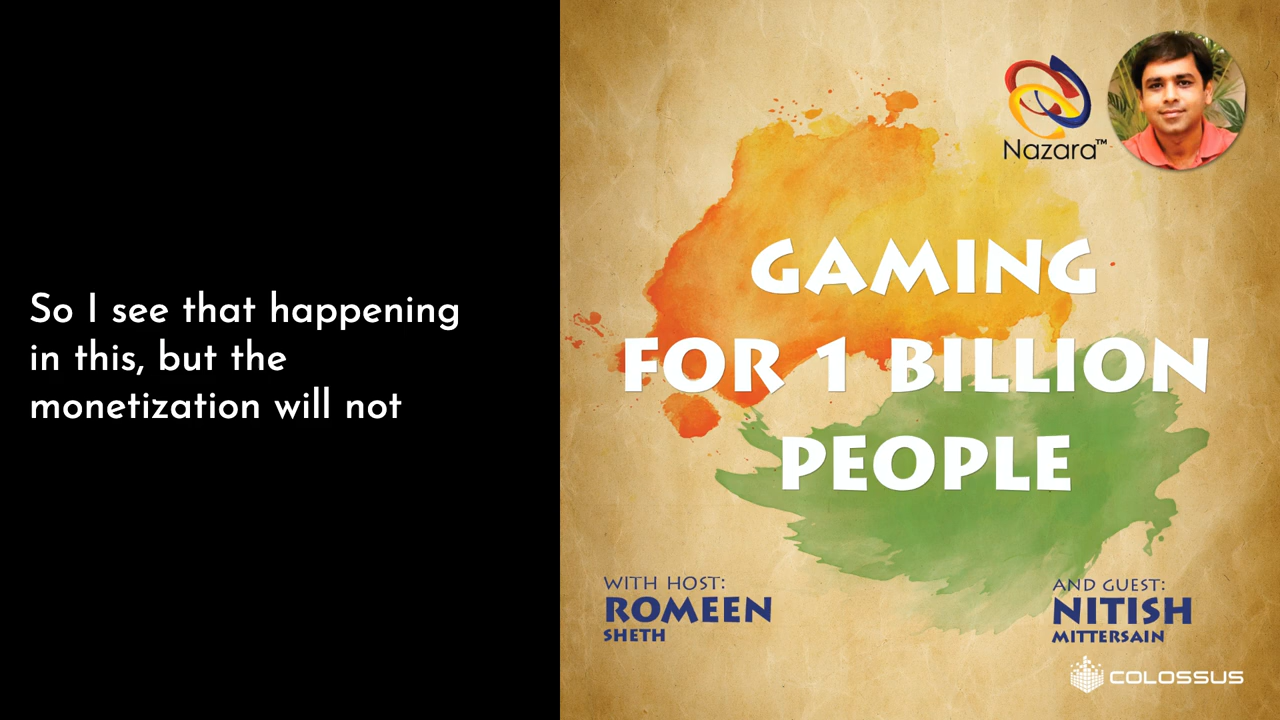 So I see that happening
in this, but the
monetization will not
Nazara™
GAMING
FOR 1 BILLION
PEOPLE
WITH HOST:
ROMEEN
SHETH
AND GUEST:
NITISH
MITTERSAIN
COLOSSUS